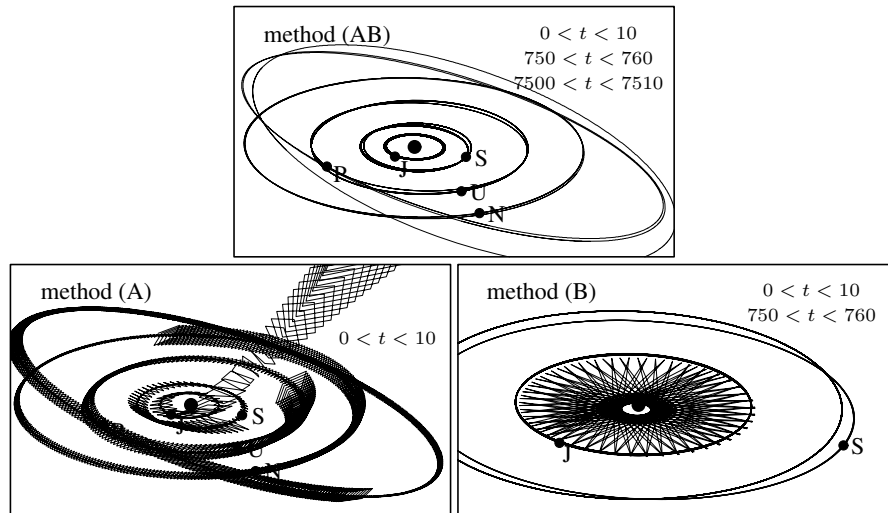 method (AB)
0 < t < 10
750 < t < 760
7500 < t < 7510
S
J
P
U
N
method (A)
0 < t < 10
S
J
U
N
method (B)
0 < t < 10
750 < t < 760
J
S